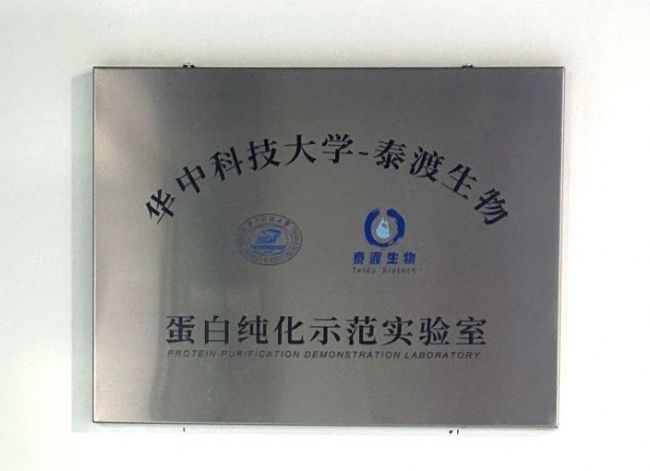 华中科技大学-泰渡生物
泰渡生物
Taidu Biotech
蛋白纯化示范实验室
PROTEIN PURIFICATION DEMONSTRATION LABORATORY